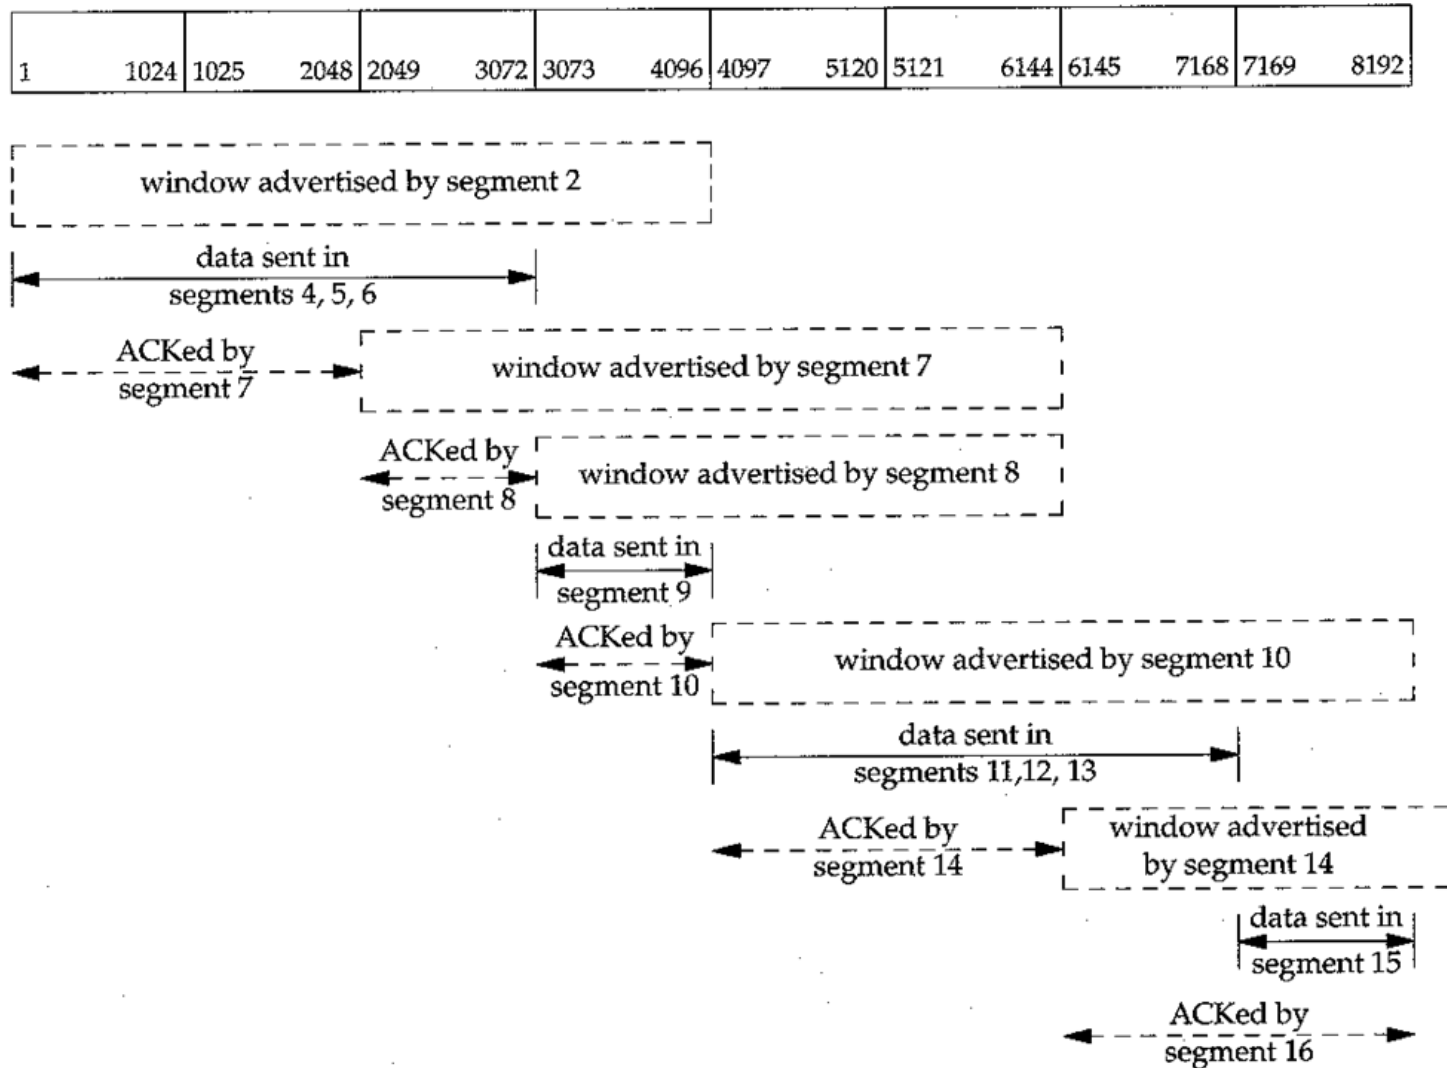 1 1024 1025 2048 2049 3072 3073 4096 4097 5120 5121 6144 6145 7168 7169 8192
window advertised by segment 2
data sent in
segments 4, 5, 6
ACKed by
segment 7
window advertised by segment 7
ACKed by
segment 8
window advertised by segment 8
data sent in
segment 9
ACKed by
segment 10
window advertised by segment 10
data sent in
segments 11,12, 13
ACKed by
segment 14
window advertised
by segment 14
data sent in
segment 15
ACKed by
segment 16